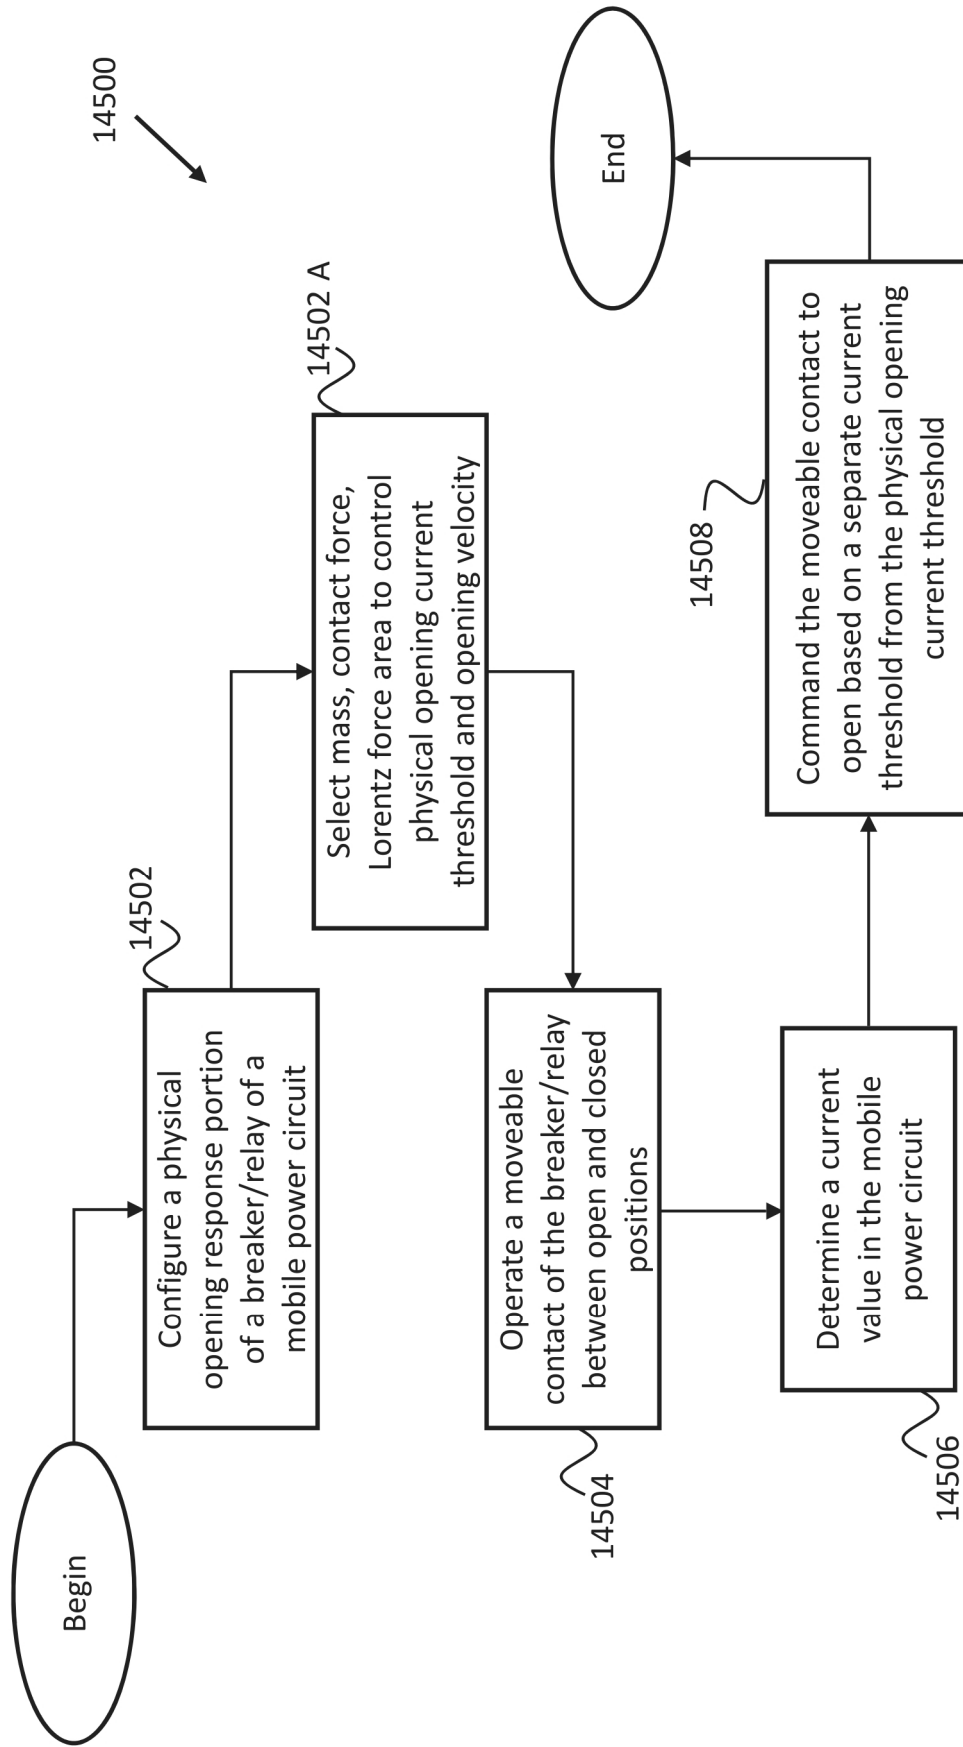 14500
Begin
14502
Configure a physical
opening response portion
of a breaker/relay of a
mobile power circuit
14502 A
Select mass, contact force,
Lorentz force area to control
physical opening current
threshold and opening velocity
14504
Operate a moveable
contact of the breaker/relay
between open and closed
positions
14506
Determine a current
value in the mobile
power circuit
14508
Command the moveable contact to
open based on a separate current
threshold from the physical opening
current threshold
End